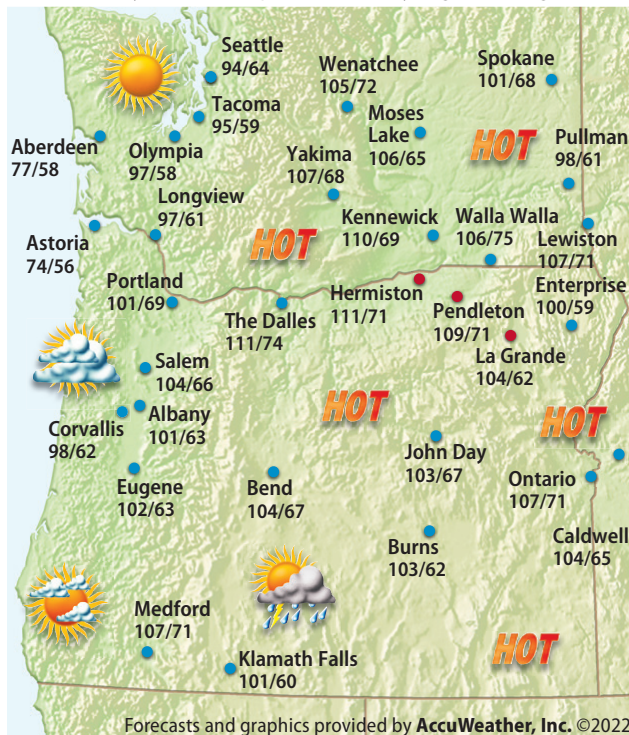 Seattle
94/64
Spokane
101/68
Wenatchee
105/72
Tacoma
95/59
Moses
Lake
106/65
HOT
Pullman
98/61
Aberdeen
77/58
Olympia
97/58
Yakima
107/68
Longview
97/61
Kennewick
110/69
Walla Walla
106/75
Lewiston
107/71
Astoria
74/56
HOT
Portland
101/69
The Dalles
111/74
Hermiston
111/71
Pendleton
109/71
Enterprise
100/59
La Grande
104/62
Salem
104/66
HOT
HOT
Corvallis
98/62
Albany
101/63
John Day
103/67
Eugene
102/63
Bend
104/67
Ontario
107/71
Burns
103/62
Caldwell
104/65
Medford
107/71
Klamath Falls
101/60
HOT
Forecasts and graphics provided by AccuWeather, Inc. ©2022